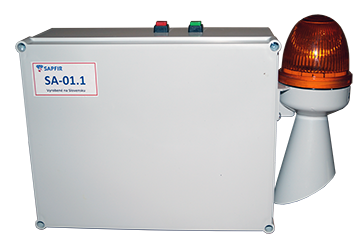 SAPFIR
SA-01.1
Vyrobené na Slovensku